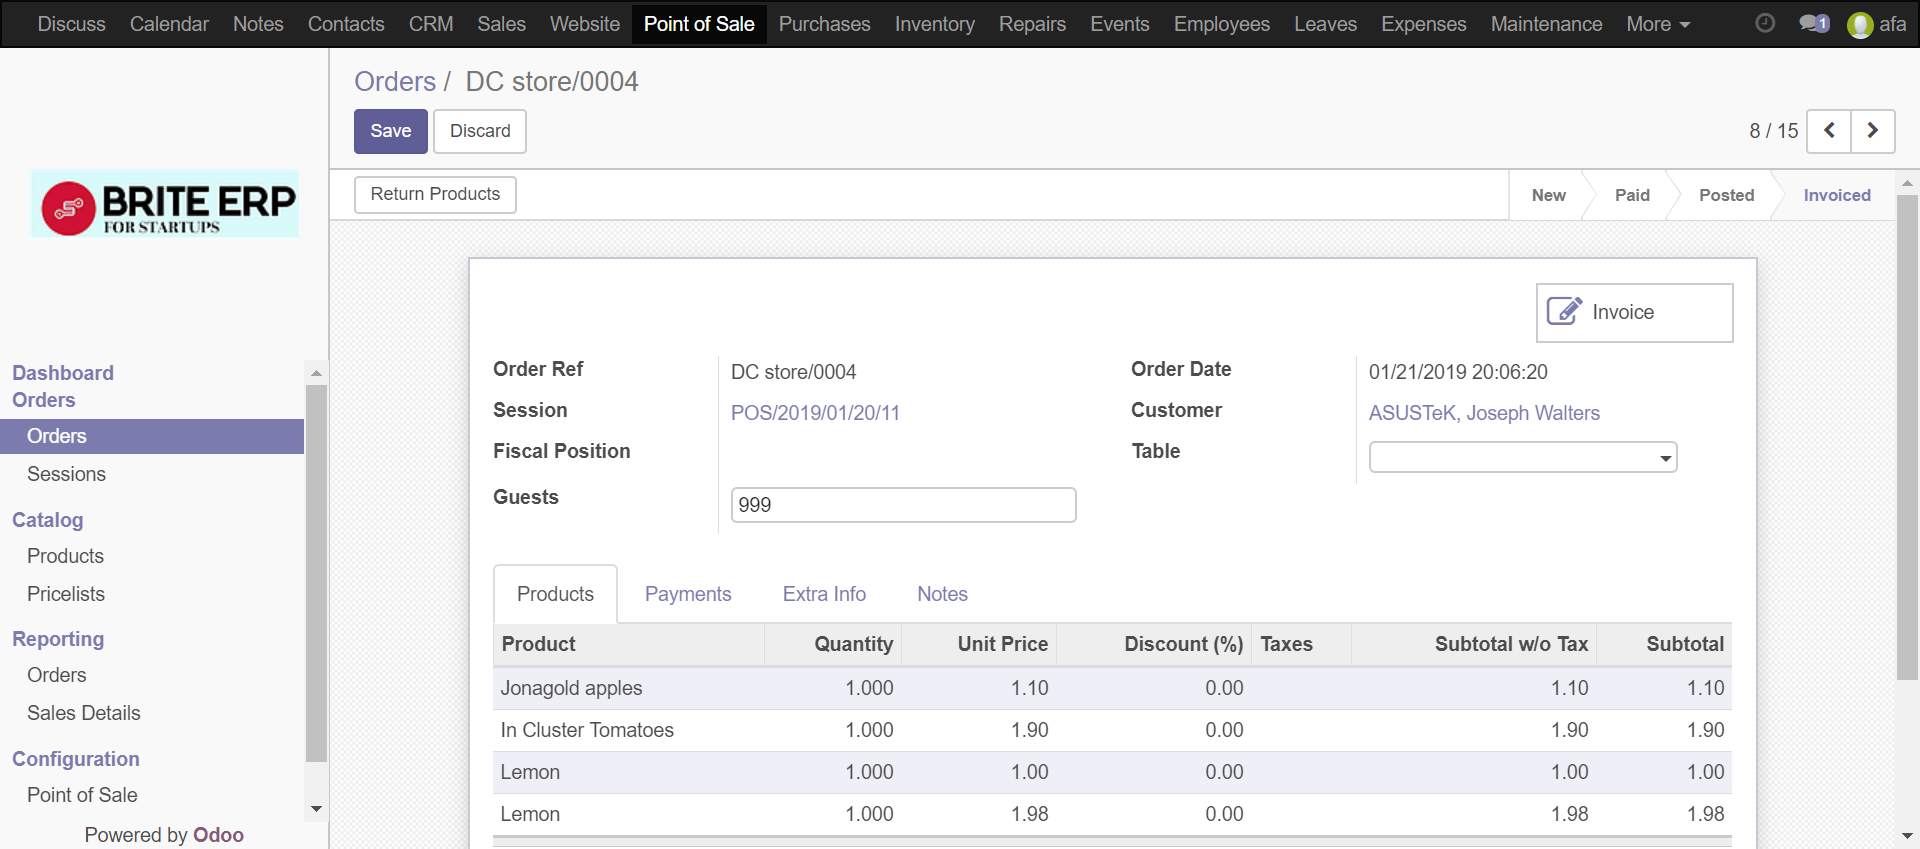 Discuss Calendar Notes Contacts CRM Sales Website Point of Sale Purchases Inventory Repairs Events Employees Leaves Expenses Maintenance More 1 afa
Orders / DC store/0004
Save Discard 8 / 15
BRITE ERP
FOR STARTUPS
Return Products New Paid Posted Invoiced
Invoice
Dashboard
Orders
Orders
Sessions
Catalog
Products
Pricelists
Reporting
Orders
Sales Details
Configuration
Point of Sale
Powered by Odoo
Order Ref DC store/0004 Order Date 01/21/2019 20:06:20
Session POS/2019/01/20/11 Customer ASUSTeK, Joseph Walters
Fiscal Position Table
Guests 999
Products Payments Extra Info Notes
Product Quantity Unit Price Discount (%) Taxes Subtotal w/o Tax Subtotal
Jonagold apples 1.000 1.10 0.00 1.10 1.10
In Cluster Tomatoes 1.000 1.90 0.00 1.90 1.90
Lemon 1.000 1.00 0.00 1.00 1.00
Lemon 1.000 1.98 0.00 1.98 1.98